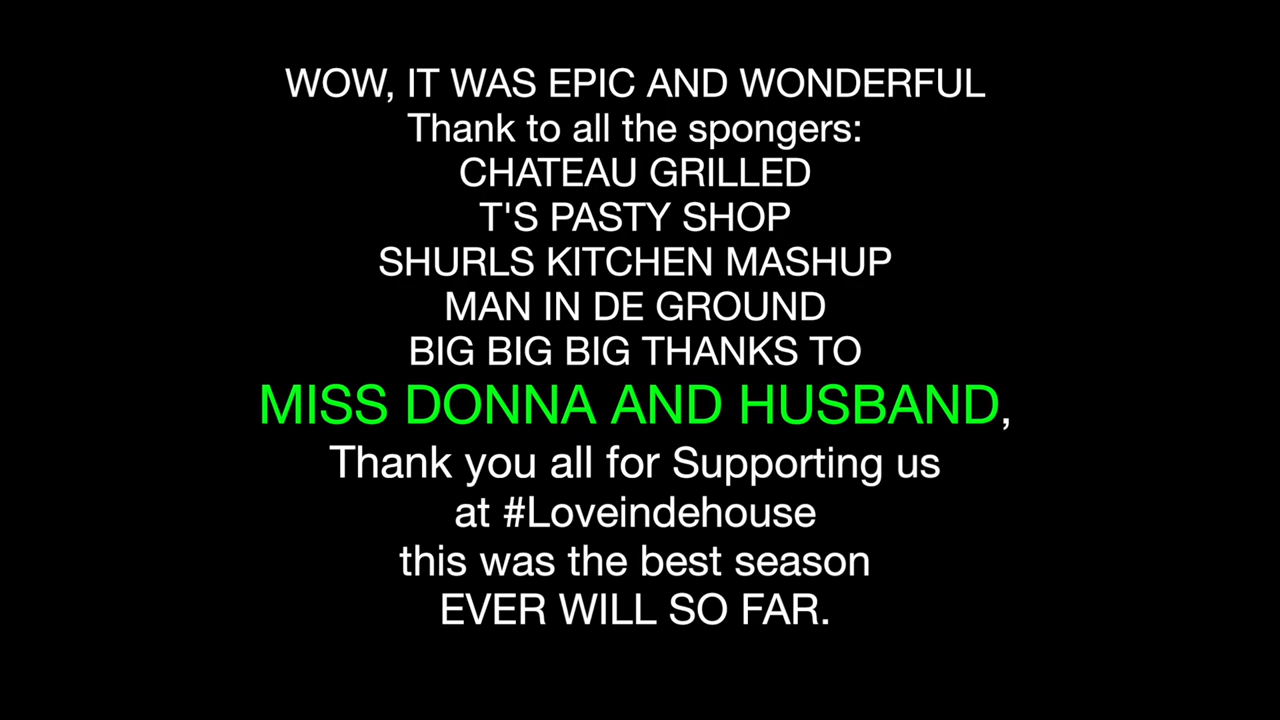 WOW, IT WAS EPIC AND WONDERFUL
Thank to all the spongers:
CHATEAU GRILLED
T'S PASTY SHOP
SHURLS KITCHEN MASHUP
MAN IN DE GROUND
BIG BIG BIG THANKS TO
MISS DONNA AND HUSBAND,
Thank you all for Supporting us
at #Loveindehouse
this was the best season
EVER WILL SO FAR.